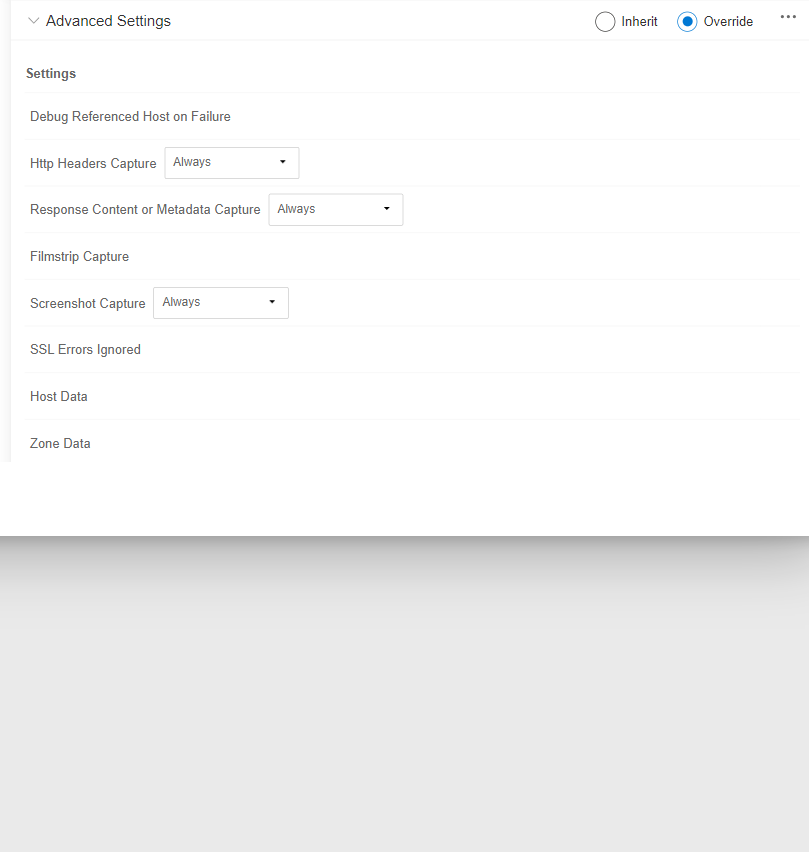 Advanced Settings Inherit Override
Settings
Debug Referenced Host on Failure
Http Headers Capture Always
Response Content or Metadata Capture Always
Filmstrip Capture
Screenshot Capture Always
SSL Errors Ignored
Host Data
Zone Data